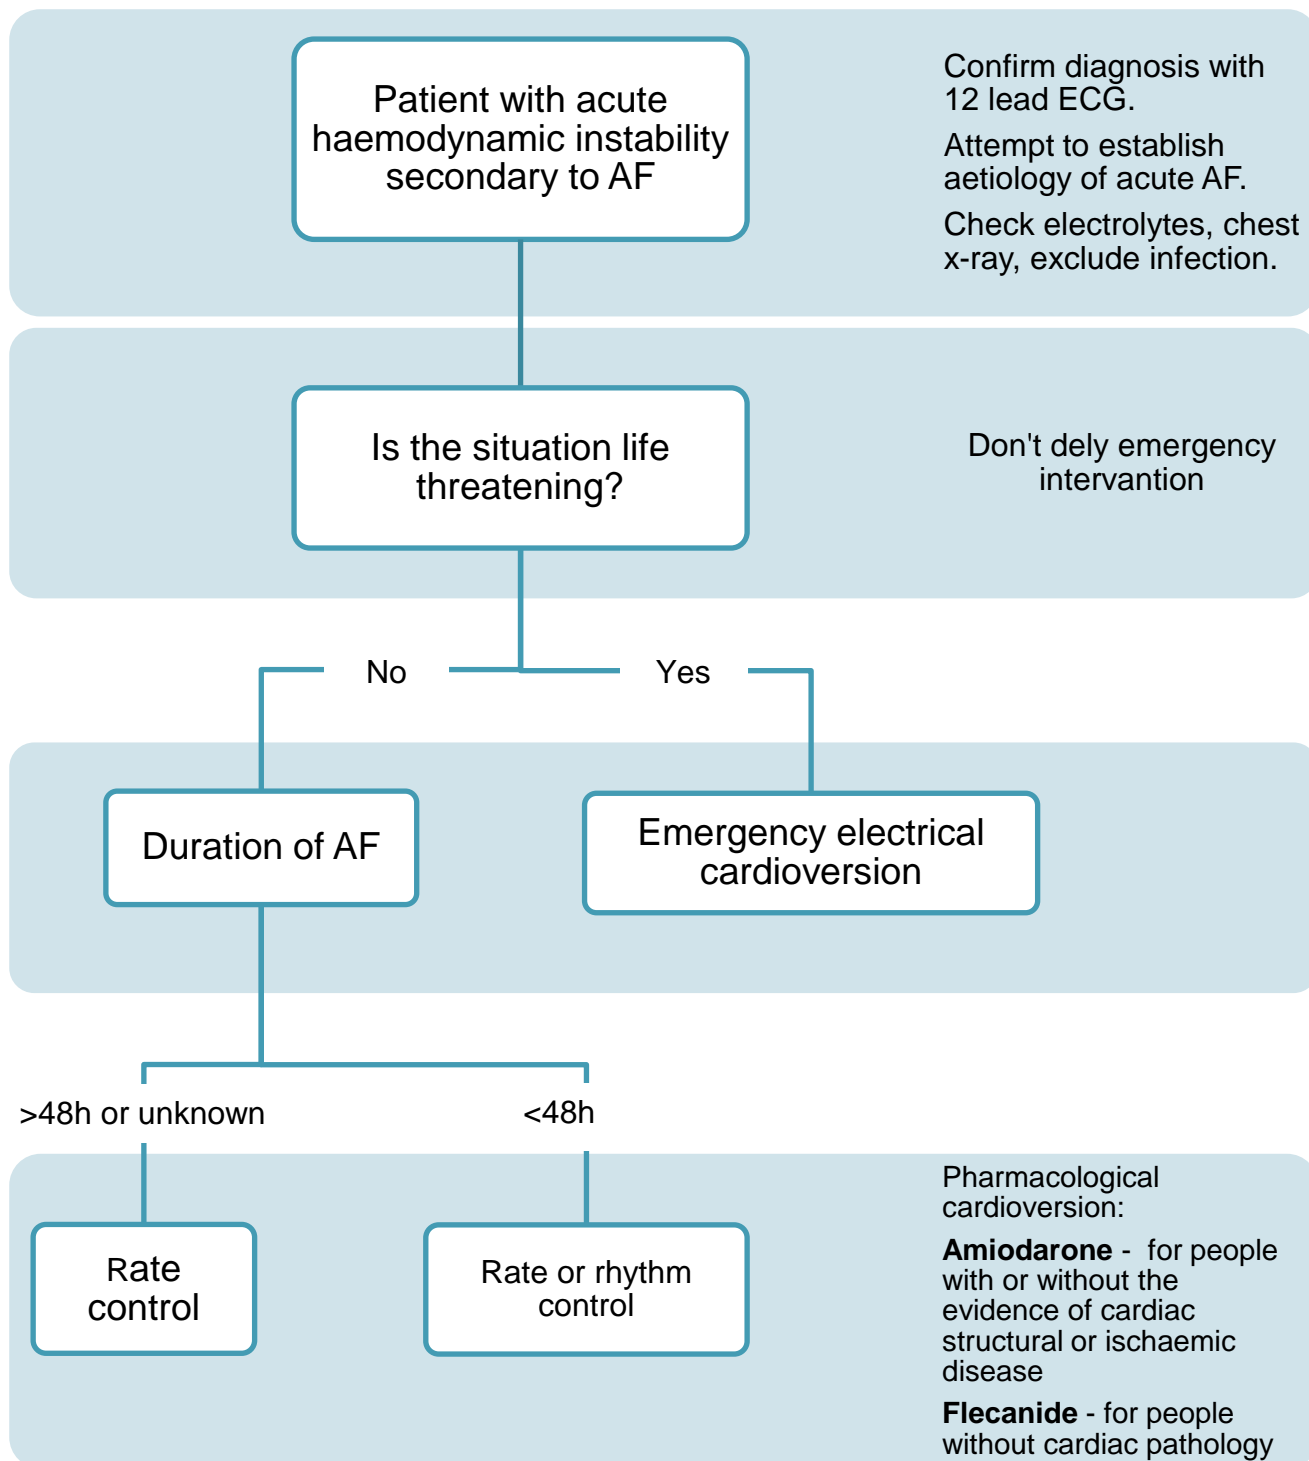 Patient with acute
haemodynamic instability
secondary to AF
Confirm diagnosis with
12 lead ECG.
Attempt to establish
aetiology of acute AF.
Check electrolytes, chest
x-ray, exclude infection.
Is the situation life
threatening?
Don't dely emergency
intervantion
No
Yes
Duration of AF
Emergency electrical
cardioversion
>48h or unknown
<48h
Rate
control
Rate or rhythm
control
Pharmacological
cardioversion:
Amiodarone -  for people
with or without the
evidence of cardiac
structural or ischaemic
disease
Flecanide - for people
without cardiac pathology